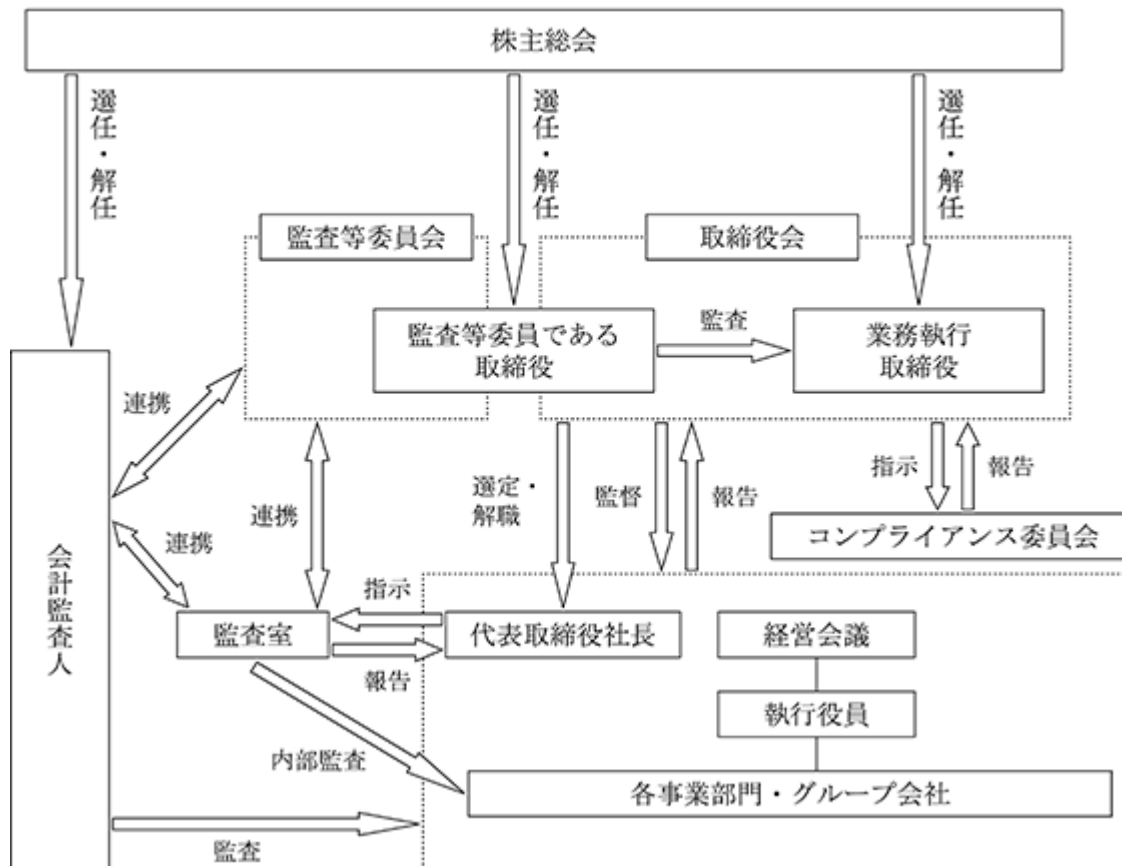 株主総会
選任・解任
選任・解任
選任・解任
監査等委員会
取締役会
監査等委員である
取締役
監査
業務執行
取締役
連携
連携
連携
選定・
解職
監督
報告
指示
報告
コンプライアンス委員会
会計監査人
監査室
指示
報告
代表取締役社長
経営会議
執行役員
内部監査
各事業部門・グループ会社
監査